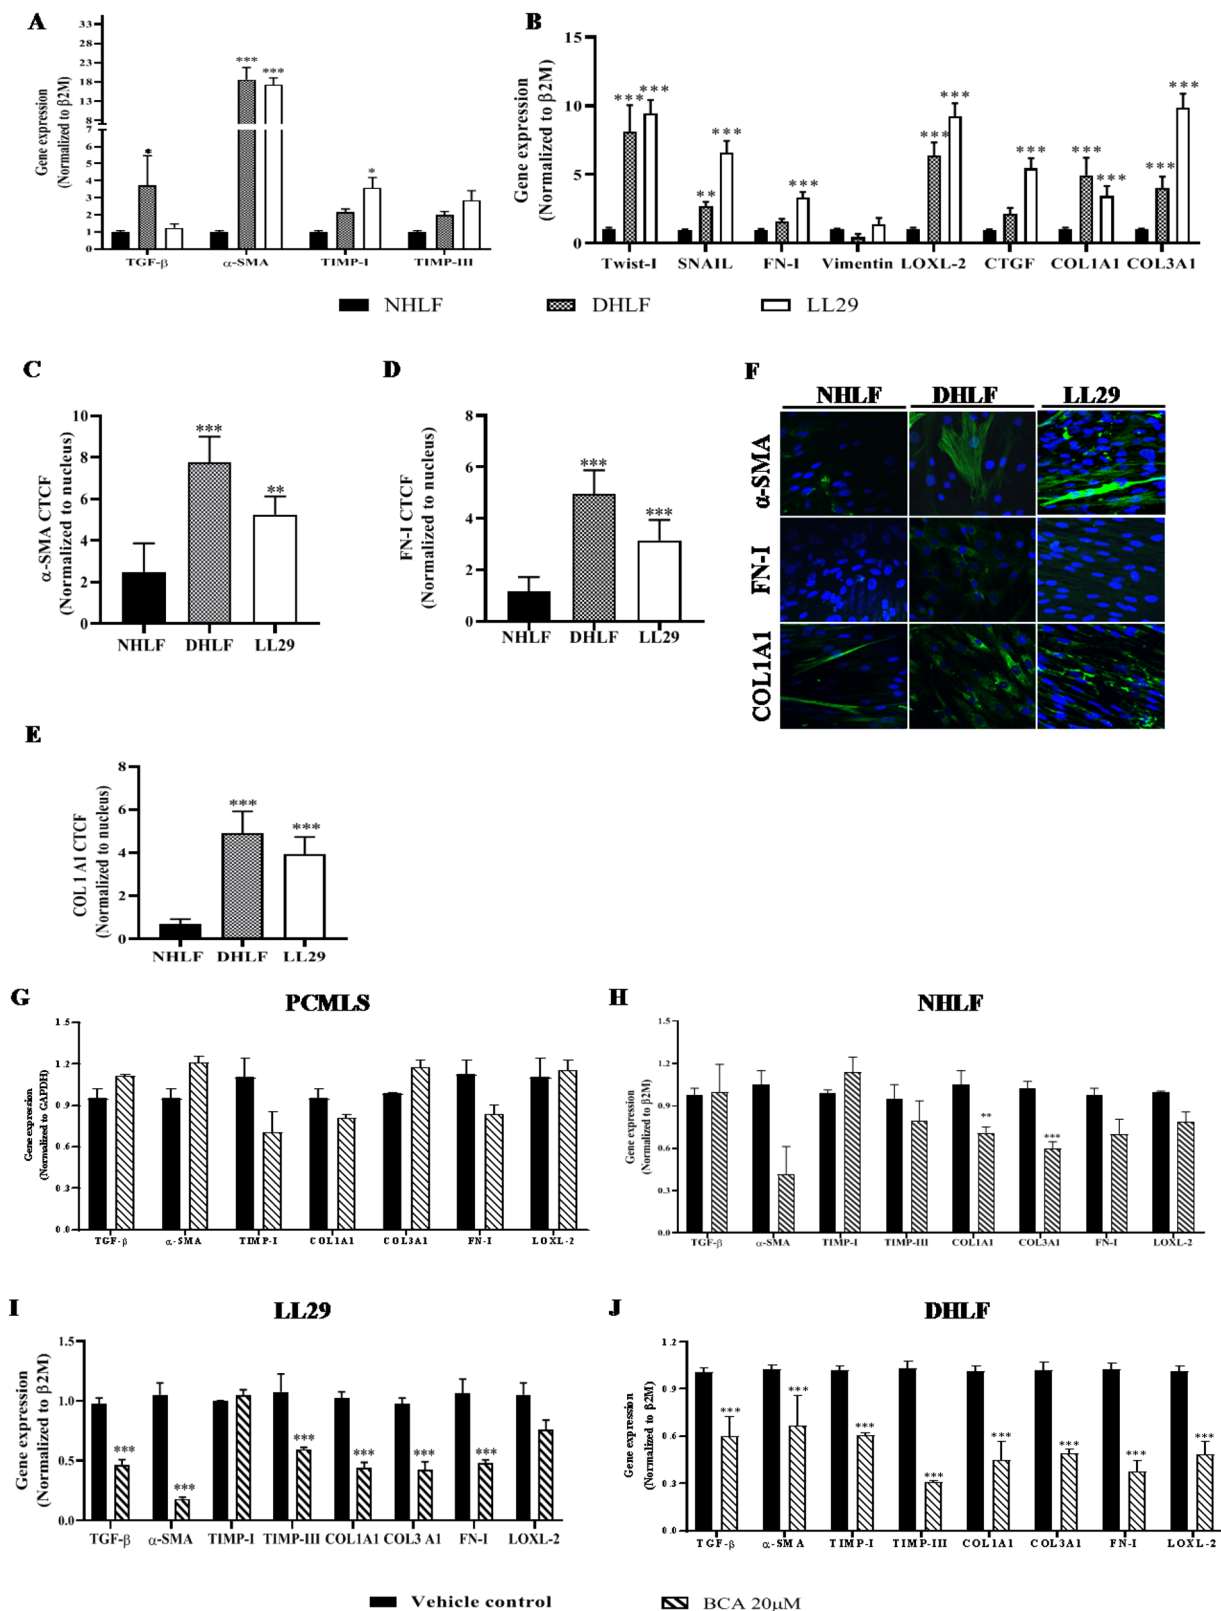 A
Gene expression
(Normalized to β2M)
33
28
23
18
13
8
7
6
5
4
3
2
1
0
*
***
***
*
TGF-β α-SMA TIMP-I TIMP-III
B
Gene expression
(Normalized to β2M)
15
10
5
0
*** *** ** *** *** *** *** *** *** *** *** ***
Twist-I SNAIL FN-I Vimentin LOXL-2 CTGF COL1A1 COL3A1
NHLF DHLF LL29
C
α-SMA CTCF
(Normalized to nucleus)
10
8
6
4
2
0
***
**
NHLF DHLF LL29
D
FN-I CTCF
(Normalized to nucleus)
8
6
4
2
0
***
***
NHLF DHLF LL29
F
NHLF DHLF LL29
α-SMA
FN-I
COL1A1
E
COL 1 A1 CTCF
(Normalized to nucleus)
8
6
4
2
0
***
***
NHLF DHLF LL29
G
PCMLS
Gene expression
(Normalized to GAPDH)
1.5
1.2
0.9
0.6
0.3
0.0
TGF-β α-SMA TIMP-I COL1A1 COL3A1 FN-I LOXL-2
H
NHLF
Gene expression
(Normalized to β2M)
1.5
1.2
0.9
0.6
0.3
0.0
**
***
TGF-β α-SMA TIMP-I TIMP-III COL1A1 COL3A1 FN-I LOXL-2
I
LL29
Gene expression
(Normalized to β2M)
1.5
1.0
0.5
0.0
*** *** *** *** *** ***
TGF-β α-SMA TIMP-I TIMP-III COL1A1 COL3 A1 FN-I LOXL-2
J
DHLF
Gene expression
(Normalized to β2M)
1.2
0.9
0.6
0.3
0.0
*** *** *** *** *** *** *** ***
TGF-β α-SMA TIMP-I TIMP-III COL1A1 COL3A1 FN-I LOXL-2
Vehicle control BCA 20μM